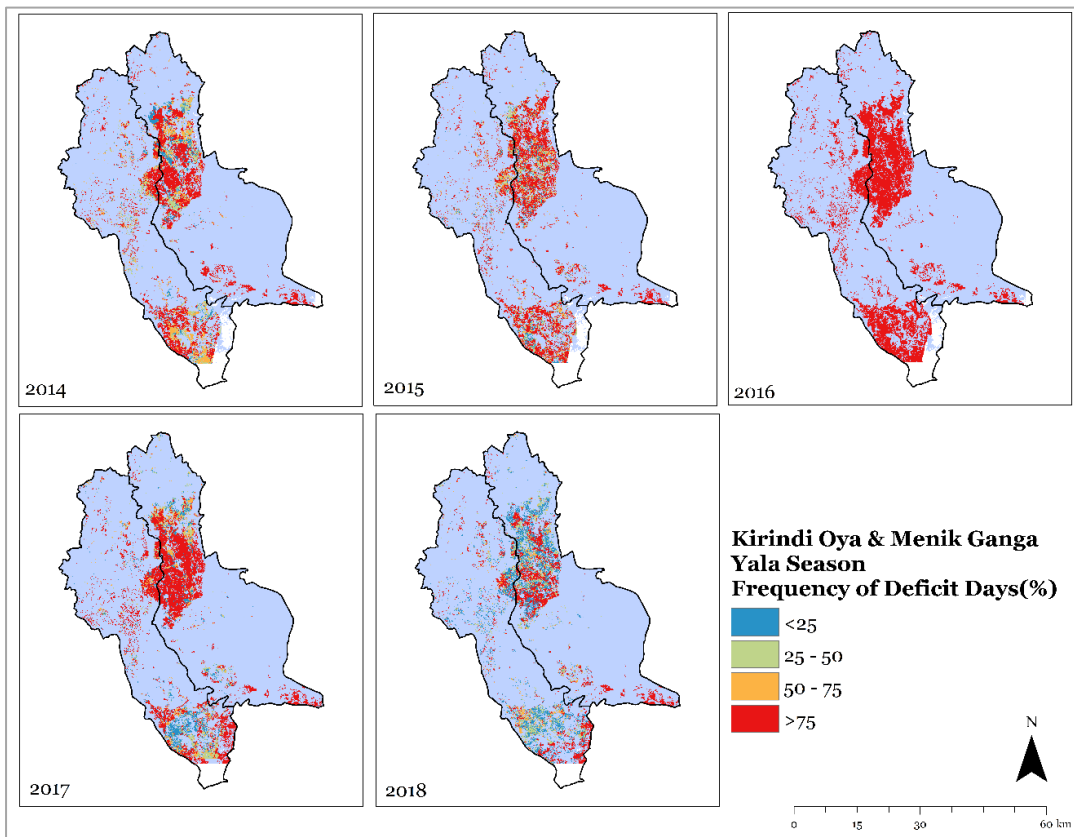 2014
2015
2016
2017
2018
Kirindi Oya & Menik Ganga
Yala Season
Frequency of Deficit Days(%)
<25
25 - 50
50 - 75
>75
N
0 15 30 60 km